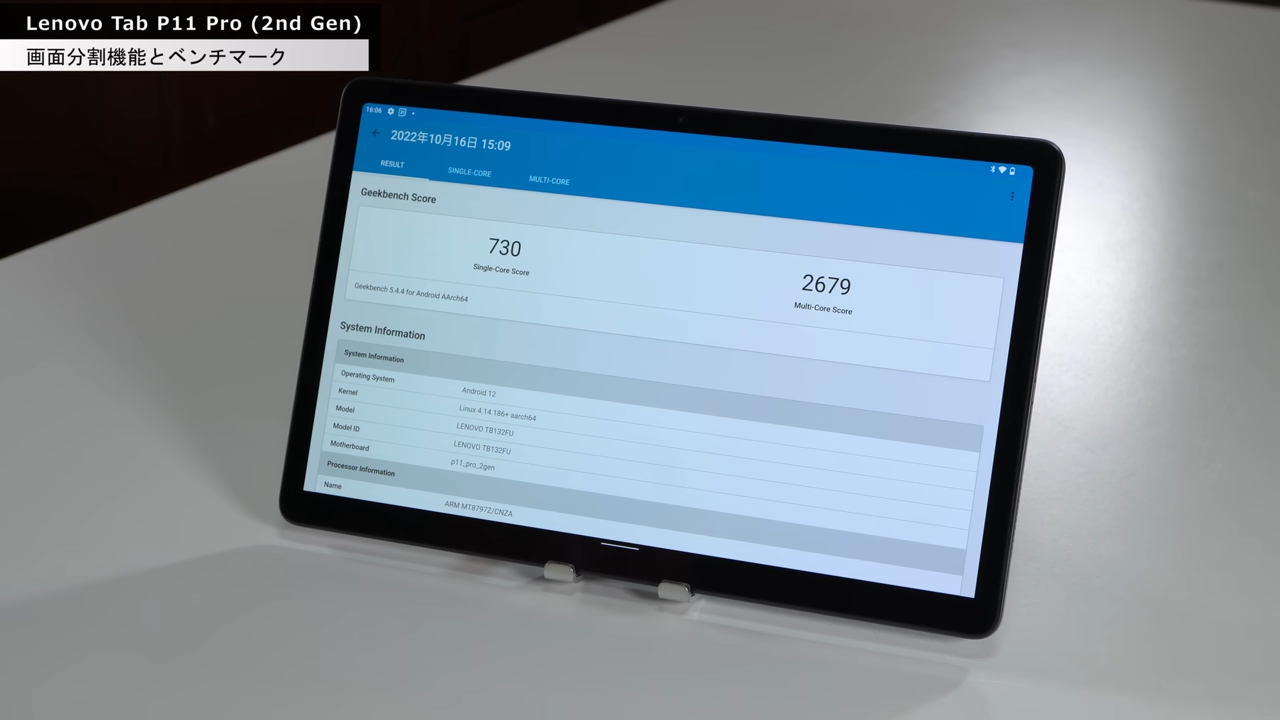 Lenovo Tab P11 Pro (2nd Gen)
画面分割機能とベンチマーク
16:06
2022年10月16日 15:09
RESULT SINGLE-CORE MULTI-CORE
Geekbench Score
730 2679
Single-Core Score Multi-Core Score
Geekbench 5.4.4 for Android AArch64
System Information
System Information
Operating System Android 12
Kernel Linux 4.14.186+ aarch64
Model LENOVO TB132FU
Model ID LENOVO TB132FU
Motherboard p11_pro_2gen
Processor Information
Name ARM MT8797Z/CNZA